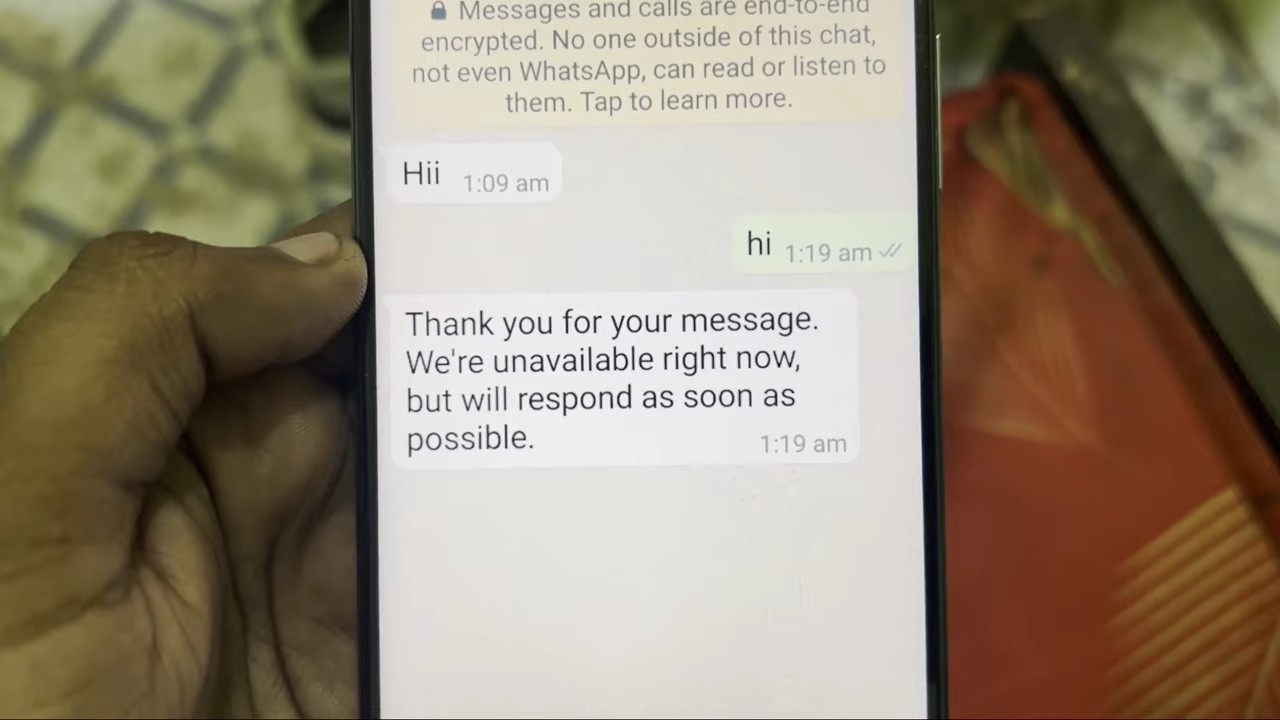 Messages and calls are end-to-end
encrypted. No one outside of this chat,
not even WhatsApp, can read or listen to
them. Tap to learn more.
Hii 1:09 am
hi 1:19 am
Thank you for your message.
We're unavailable right now,
but will respond as soon as
possible. 1:19 am